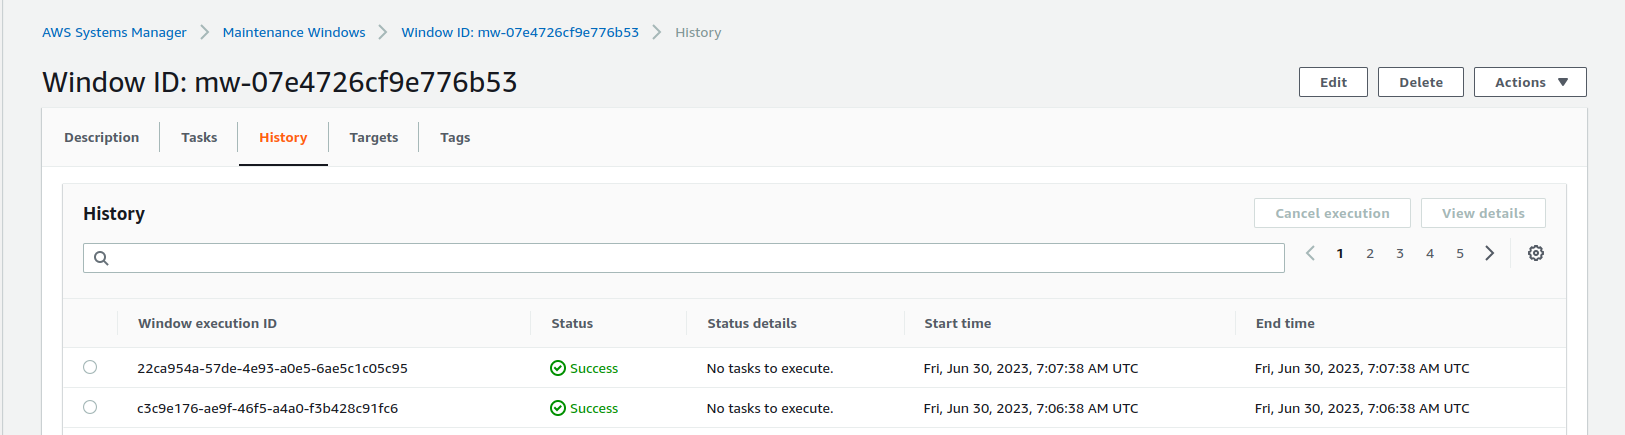 AWS Systems Manager > Maintenance Windows > Window ID: mw-07e4726cf9e776b53 > History
Window ID: mw-07e4726cf9e776b53
Edit Delete Actions
Description Tasks History Targets Tags
History
Cancel execution View details
1 2 3 4 5
Window execution ID Status Status details Start time End time
22ca954a-57de-4e93-a0e5-6ae5c1c05c95 Success No tasks to execute. Fri, Jun 30, 2023, 7:07:38 AM UTC Fri, Jun 30, 2023, 7:07:38 AM UTC
c3c9e176-ae9f-46f5-a4a0-f3b428c91fc6 Success No tasks to execute. Fri, Jun 30, 2023, 7:06:38 AM UTC Fri, Jun 30, 2023, 7:06:38 AM UTC